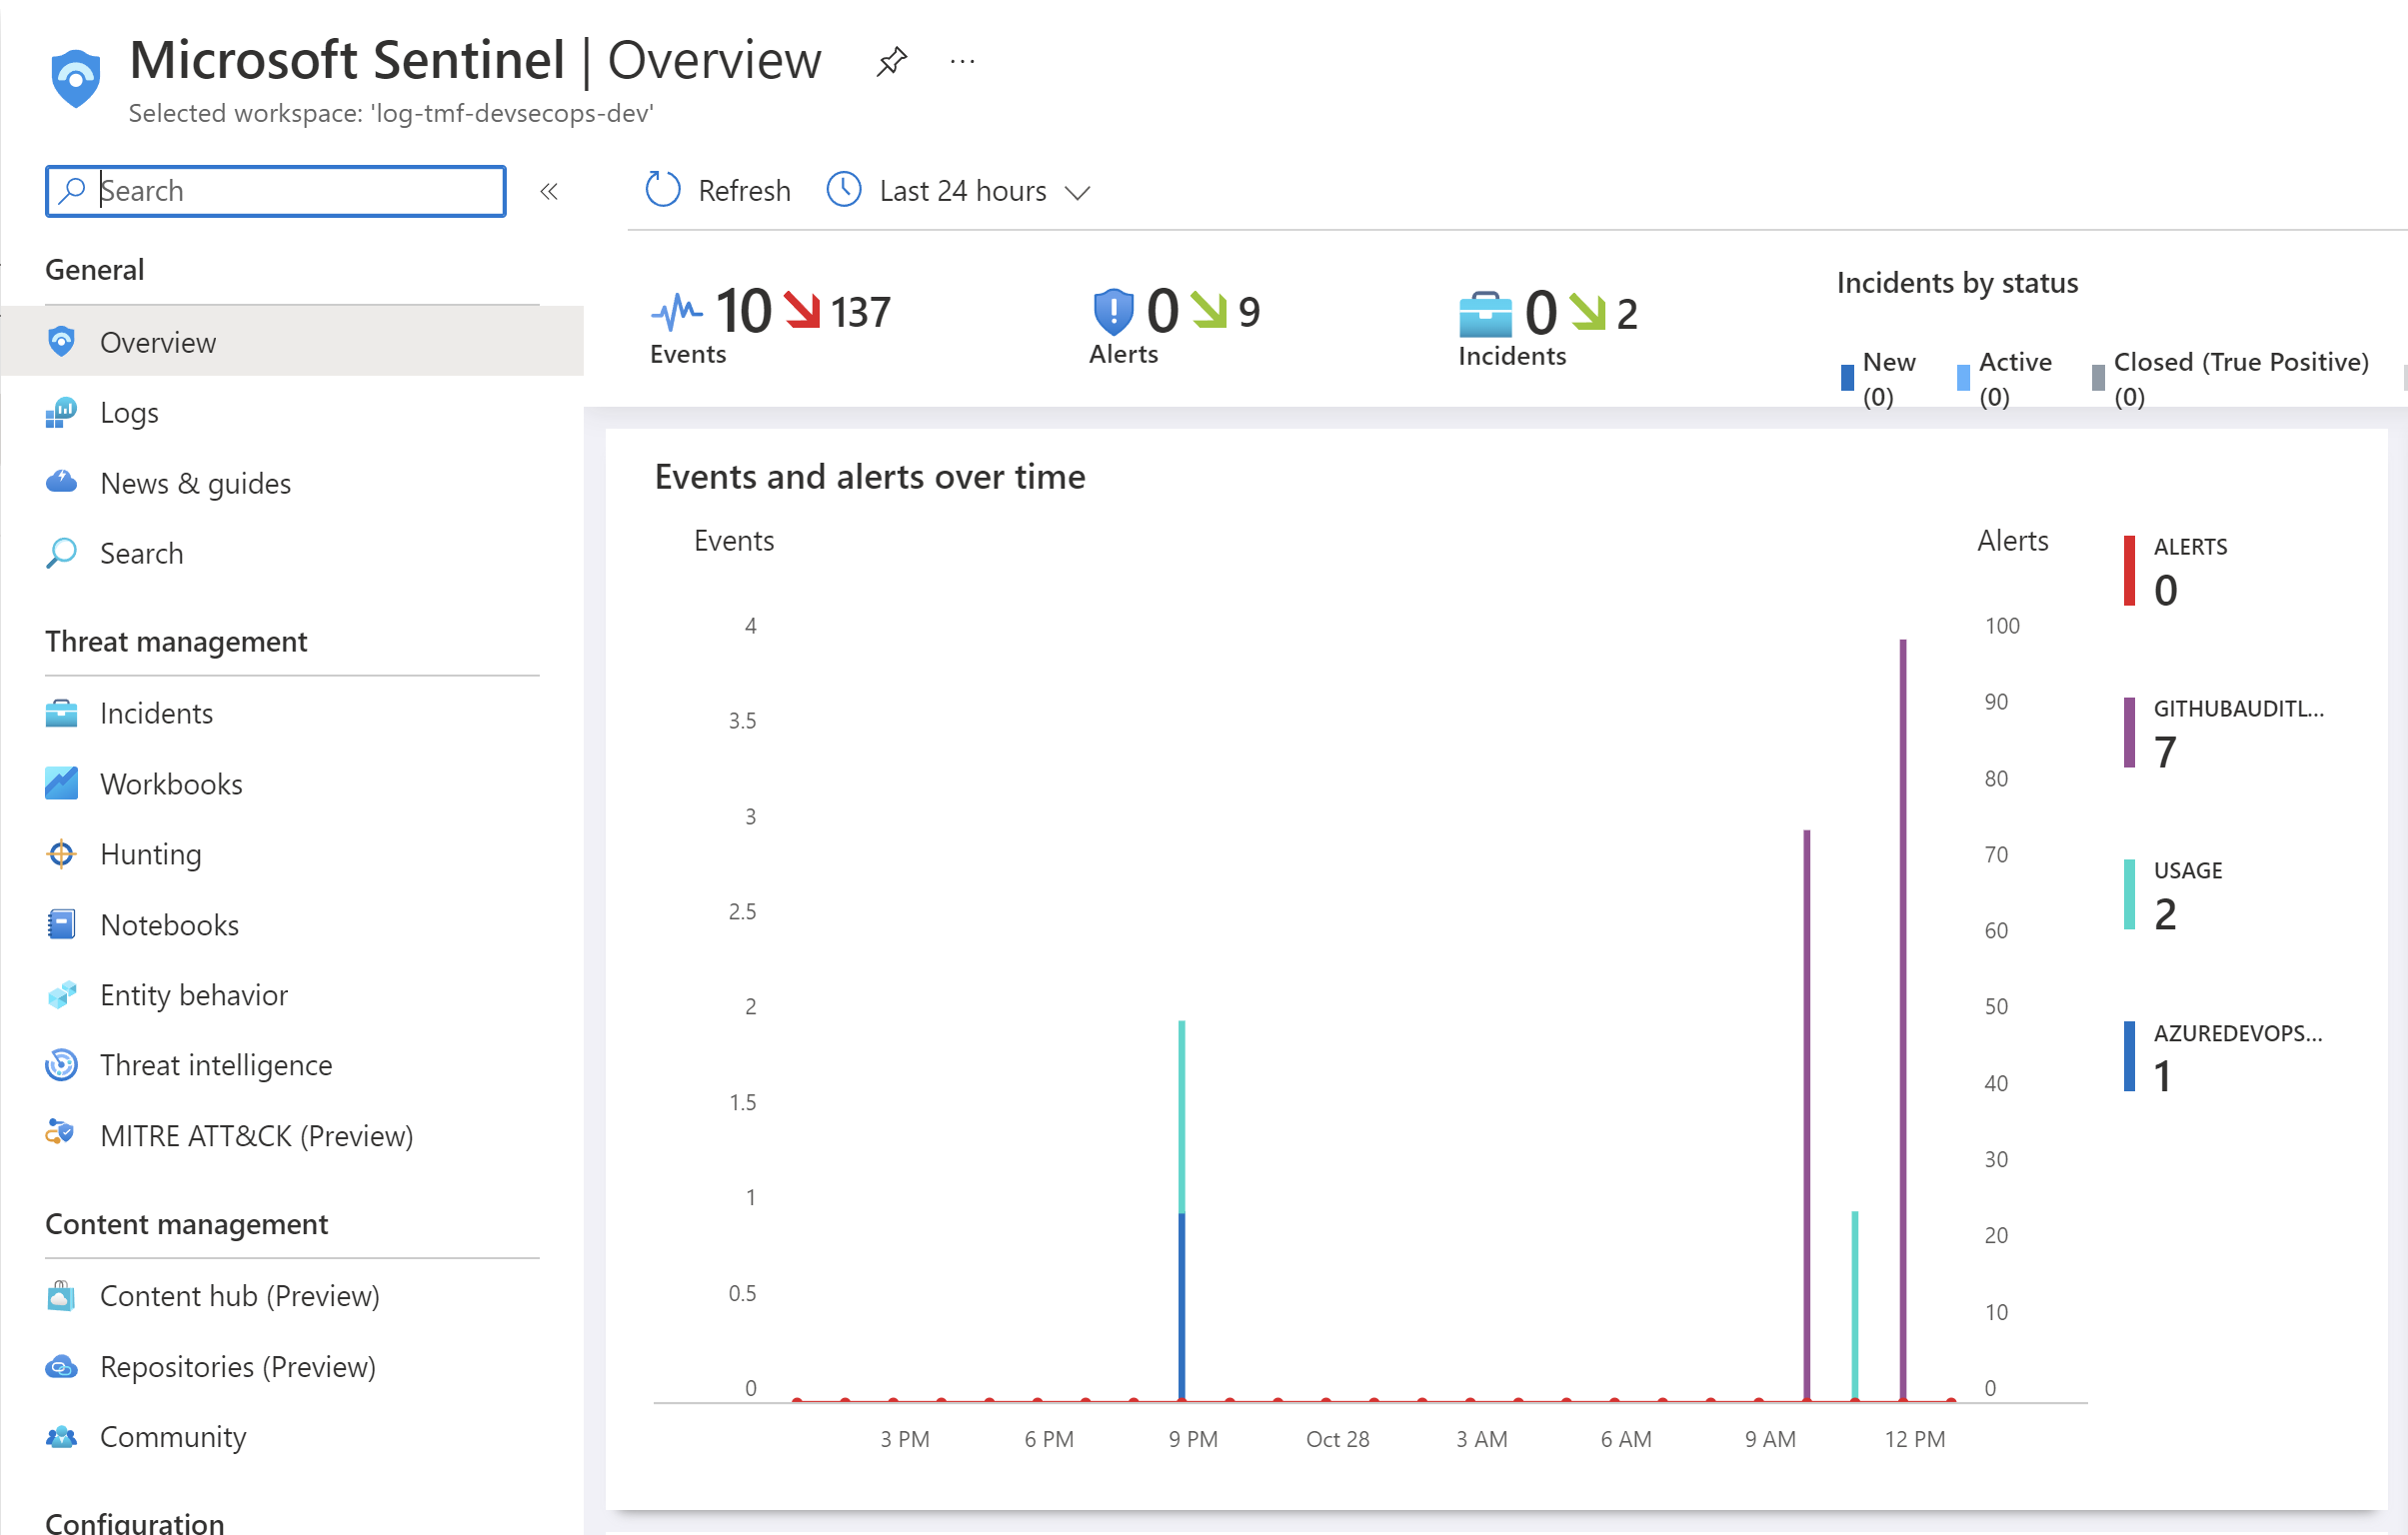 Microsoft Sentinel | Overview
...
Selected workspace: 'log-tmf-devsecops-dev'
Search
«
Refresh
Last 24 hours
General
Overview
Logs
News & guides
Search
Threat management
Incidents
Workbooks
Hunting
Notebooks
Entity behavior
Threat intelligence
MITRE ATT&CK (Preview)
Content management
Content hub (Preview)
Repositories (Preview)
Community
Configuration
10 137
Events
0 9
Alerts
0 2
Incidents
Incidents by status
New (0)
Active (0)
Closed (True Positive) (0)
Events and alerts over time
Events
4
3.5
3
2.5
2
1.5
1
0.5
0
Alerts
100
90
80
70
60
50
40
30
20
10
0
3 PM 6 PM 9 PM Oct 28 3 AM 6 AM 9 AM 12 PM
ALERTS
0
GITHUBAUDITL...
7
USAGE
2
AZUREDEVOPS...
1